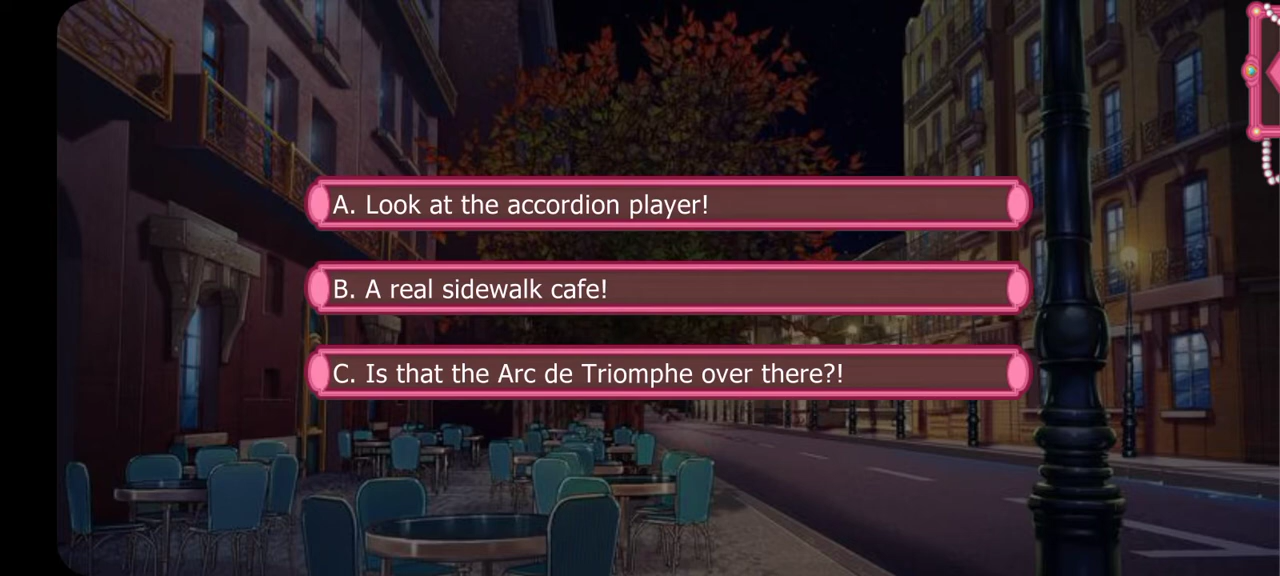 A. Look at the accordion player!
B. A real sidewalk cafe!
C. Is that the Arc de Triomphe over there?!